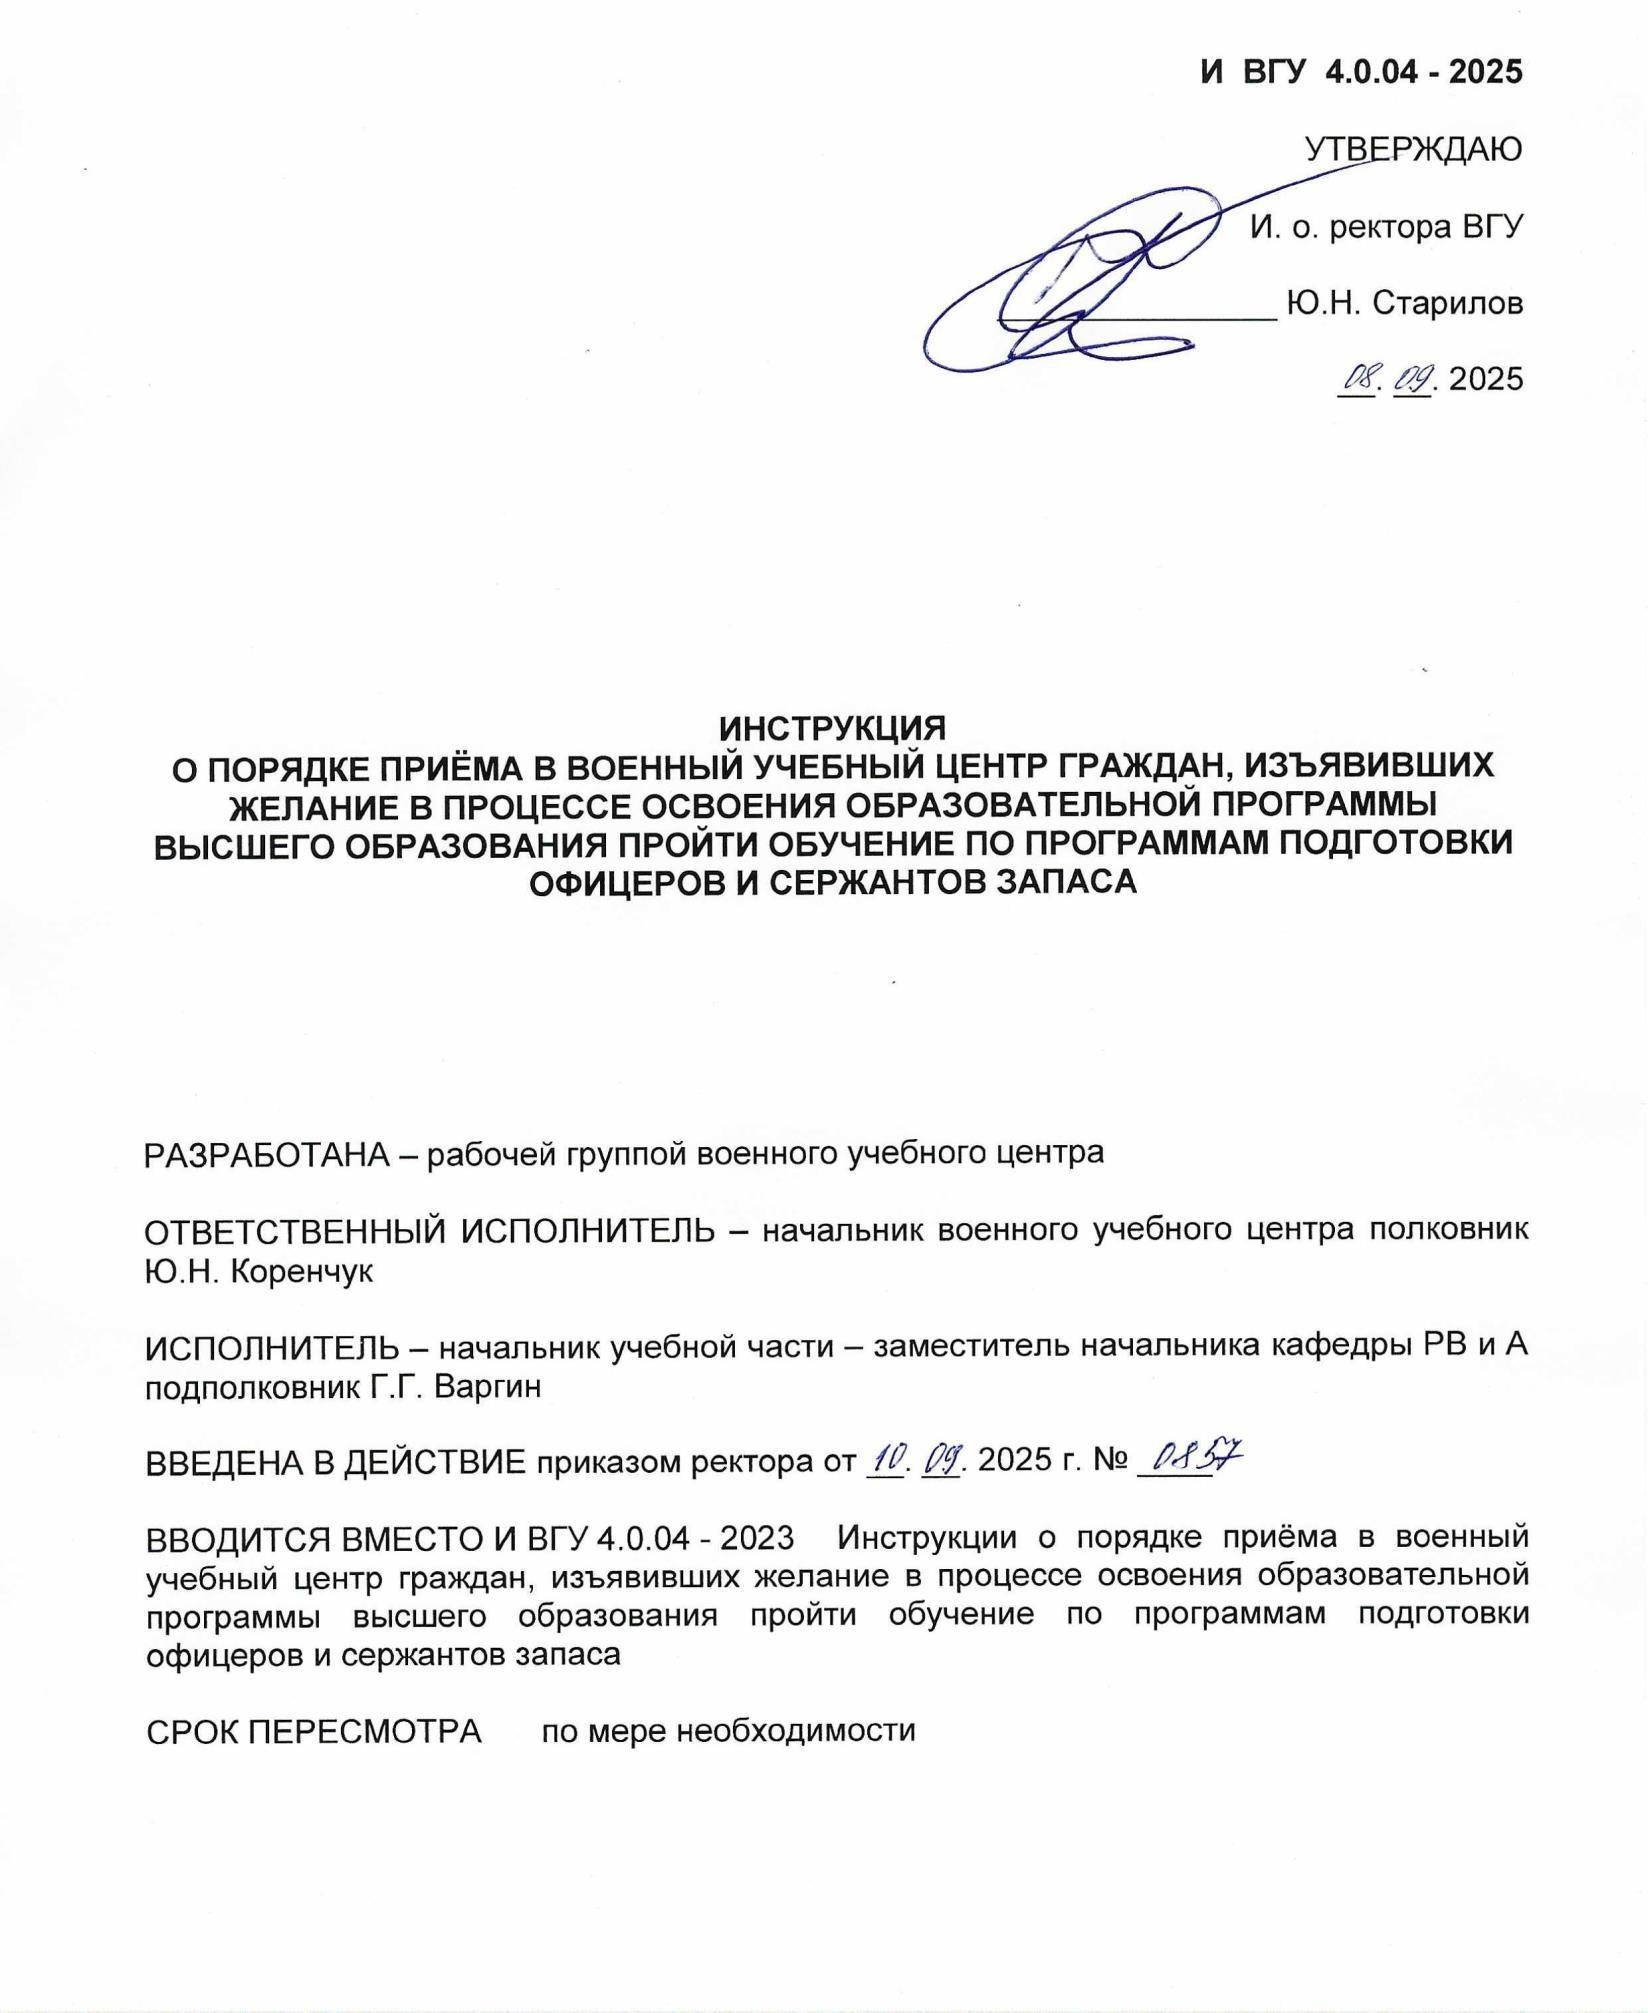 И ВГУ 4.0.04 - 2025
УТВЕРЖДАЮ
И. о. ректора ВГУ
Ю.Н. Старилов
08. 09. 2025
ИНСТРУКЦИЯ
О ПОРЯДКЕ ПРИЁМА В ВОЕННЫЙ УЧЕБНЫЙ ЦЕНТР ГРАЖДАН, ИЗЪЯВИВШИХ
ЖЕЛАНИЕ В ПРОЦЕССЕ ОСВОЕНИЯ ОБРАЗОВАТЕЛЬНОЙ ПРОГРАММЫ
ВЫСШЕГО ОБРАЗОВАНИЯ ПРОЙТИ ОБУЧЕНИЕ ПО ПРОГРАММАМ ПОДГОТОВКИ
ОФИЦЕРОВ И СЕРЖАНТОВ ЗАПАСА
РАЗРАБОТАНА – рабочей группой военного учебного центра
ОТВЕТСТВЕННЫЙ ИСПОЛНИТЕЛЬ – начальник военного учебного центра полковник
Ю.Н. Коренчук
ИСПОЛНИТЕЛЬ – начальник учебной части – заместитель начальника кафедры РВ и А
подполковник Г.Г. Варгин
ВВЕДЕНА В ДЕЙСТВИЕ приказом ректора от 10. 09. 2025 г. № 0857
ВВОДИТСЯ ВМЕСТО И ВГУ 4.0.04 - 2023 Инструкции о порядке приёма в военный
учебный центр граждан, изъявивших желание в процессе освоения образовательной
программы высшего образования пройти обучение по программам подготовки
офицеров и сержантов запаса
СРОК ПЕРЕСМОТРА по мере необходимости